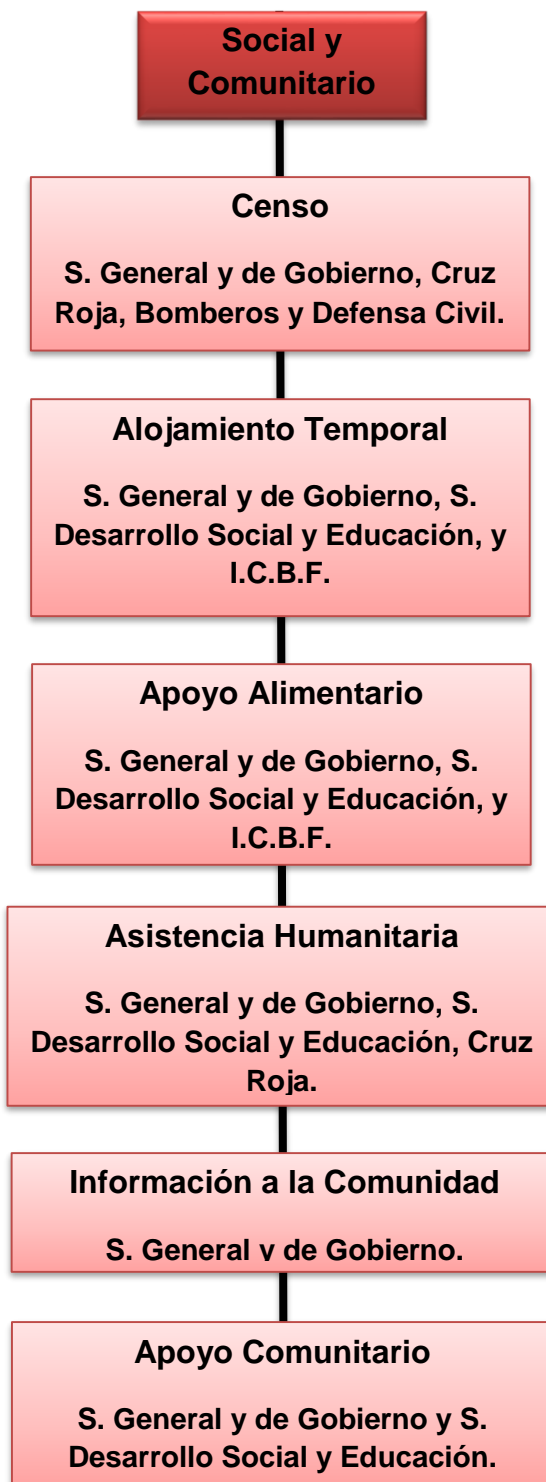 Social y
Comunitario
Censo
S. General y de Gobierno, Cruz
Roja, Bomberos y Defensa Civil.
Alojamiento Temporal
S. General y de Gobierno, S.
Desarrollo Social y Educación, y
I.C.B.F.
Apoyo Alimentario
S. General y de Gobierno, S.
Desarrollo Social y Educación, y
I.C.B.F.
Asistencia Humanitaria
S. General y de Gobierno, S.
Desarrollo Social y Educación, Cruz
Roja.
Información a la Comunidad
S. General y de Gobierno.
Apoyo Comunitario
S. General y de Gobierno y S.
Desarrollo Social y Educación.